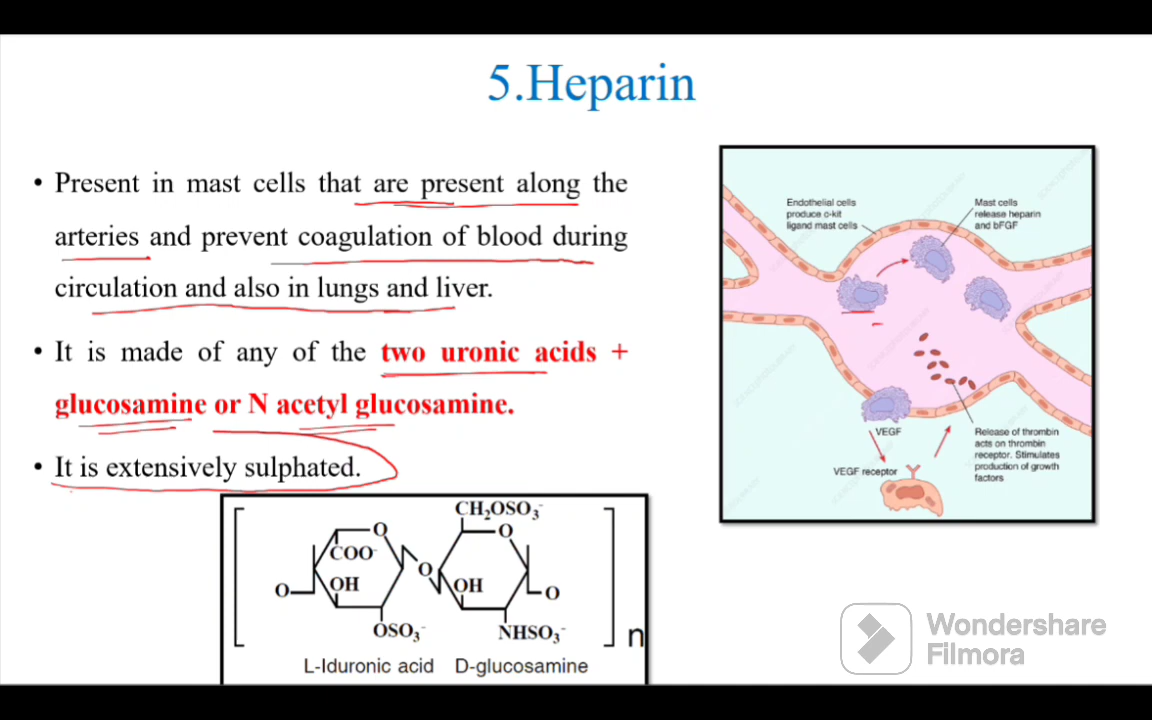 5.Heparin
• Present in mast cells that are present along the
arteries and prevent coagulation of blood during
circulation and also in lungs and liver.
• It is made of any of the two uronic acids +
glucosamine or N acetyl glucosamine.
• It is extensively sulphated.
Endothelial cells
produce c-kit
ligand mast cells
Mast cells
release heparin
and bFGF
VEGF
VEGF receptor
Release of thrombin
acts on thrombin
receptor. Stimulates
production of growth
factors
CH₂OSO₃⁻
O
O
COO⁻
OH
O
O
OH
O
OSO₃⁻
NHSO₃⁻
n
L-Iduronic acid D-glucosamine
Wondershare
Filmora